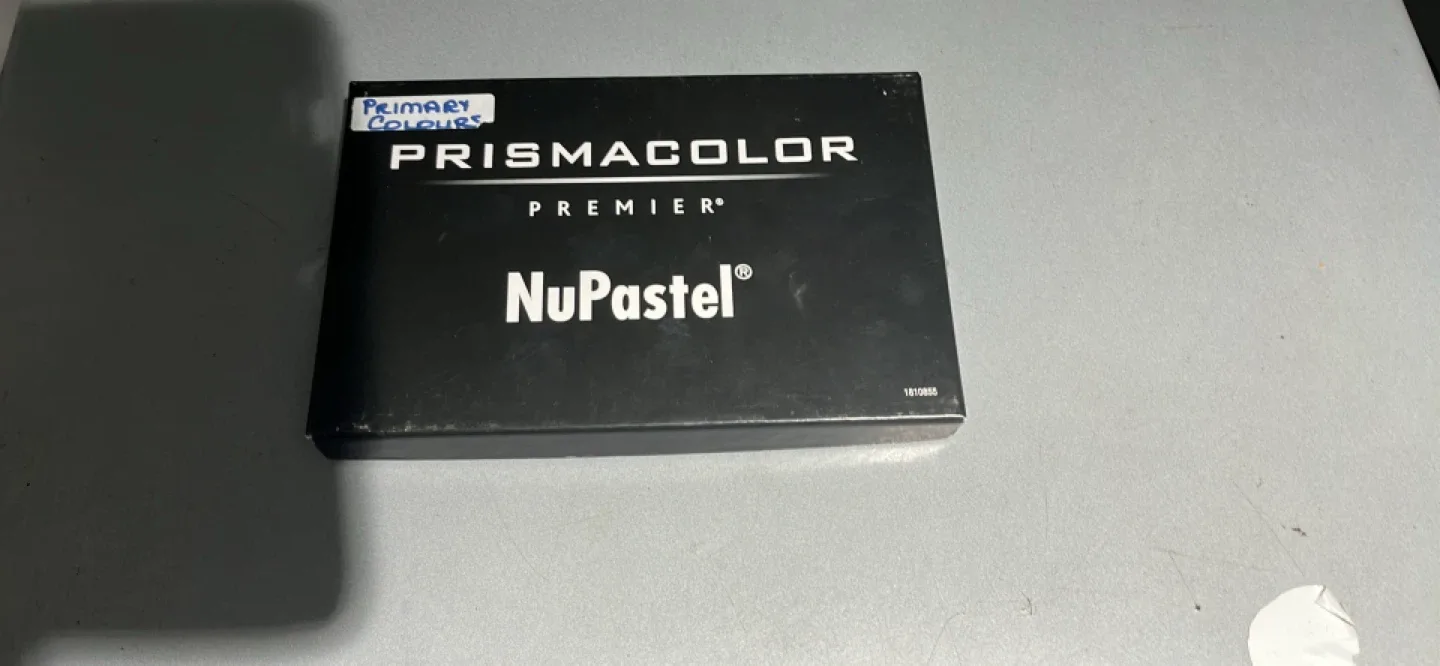 PRIMARY
COLOURS
PRISMACOLOR
PREMIER®
NuPastel®
1810855